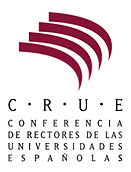 C · R · U · E
CONFERENCIA
DE RECTORES DE LAS
UNIVERSIDADES
ESPAÑOLAS